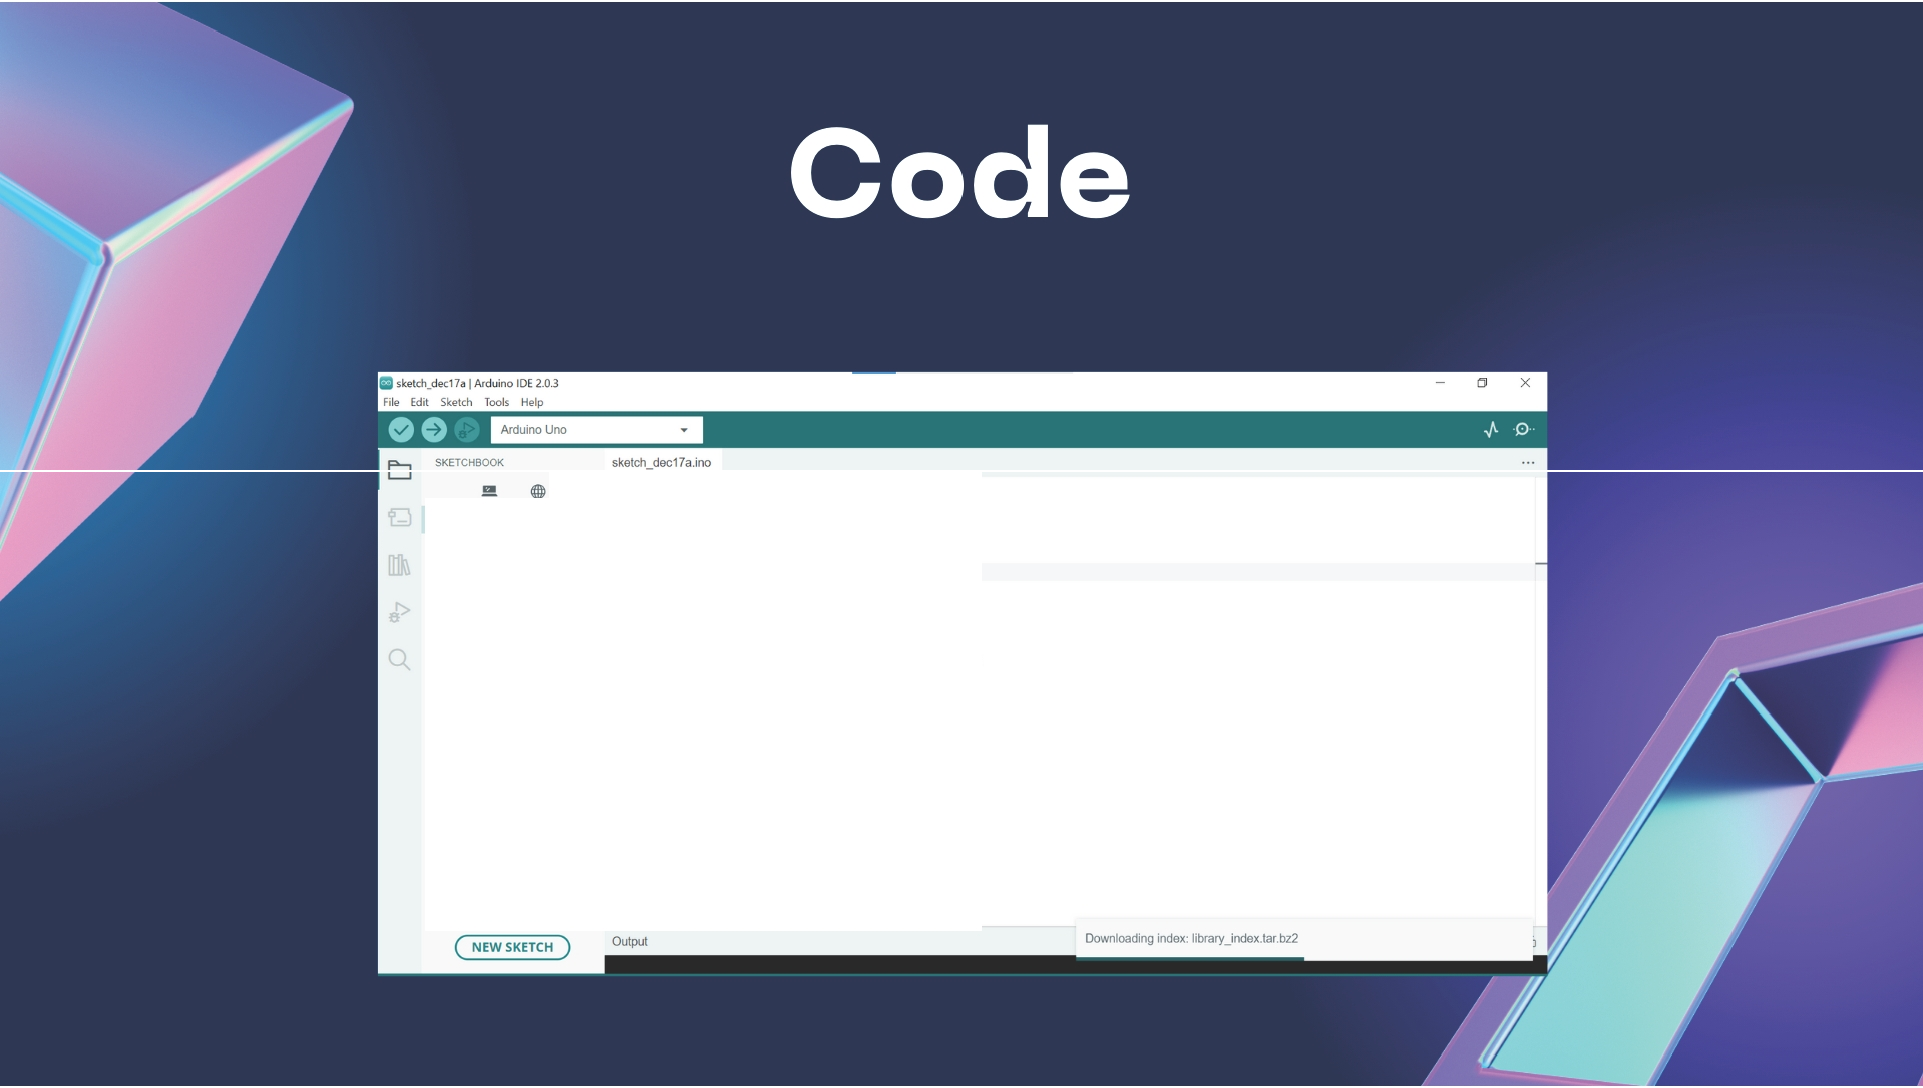 Code
sketch_dec17a | Arduino IDE 2.0.3
File Edit Sketch Tools Help
Arduino Uno
SKETCHBOOK
sketch_dec17a.ino
NEW SKETCH
Output
Downloading index: library_index.tar.bz2